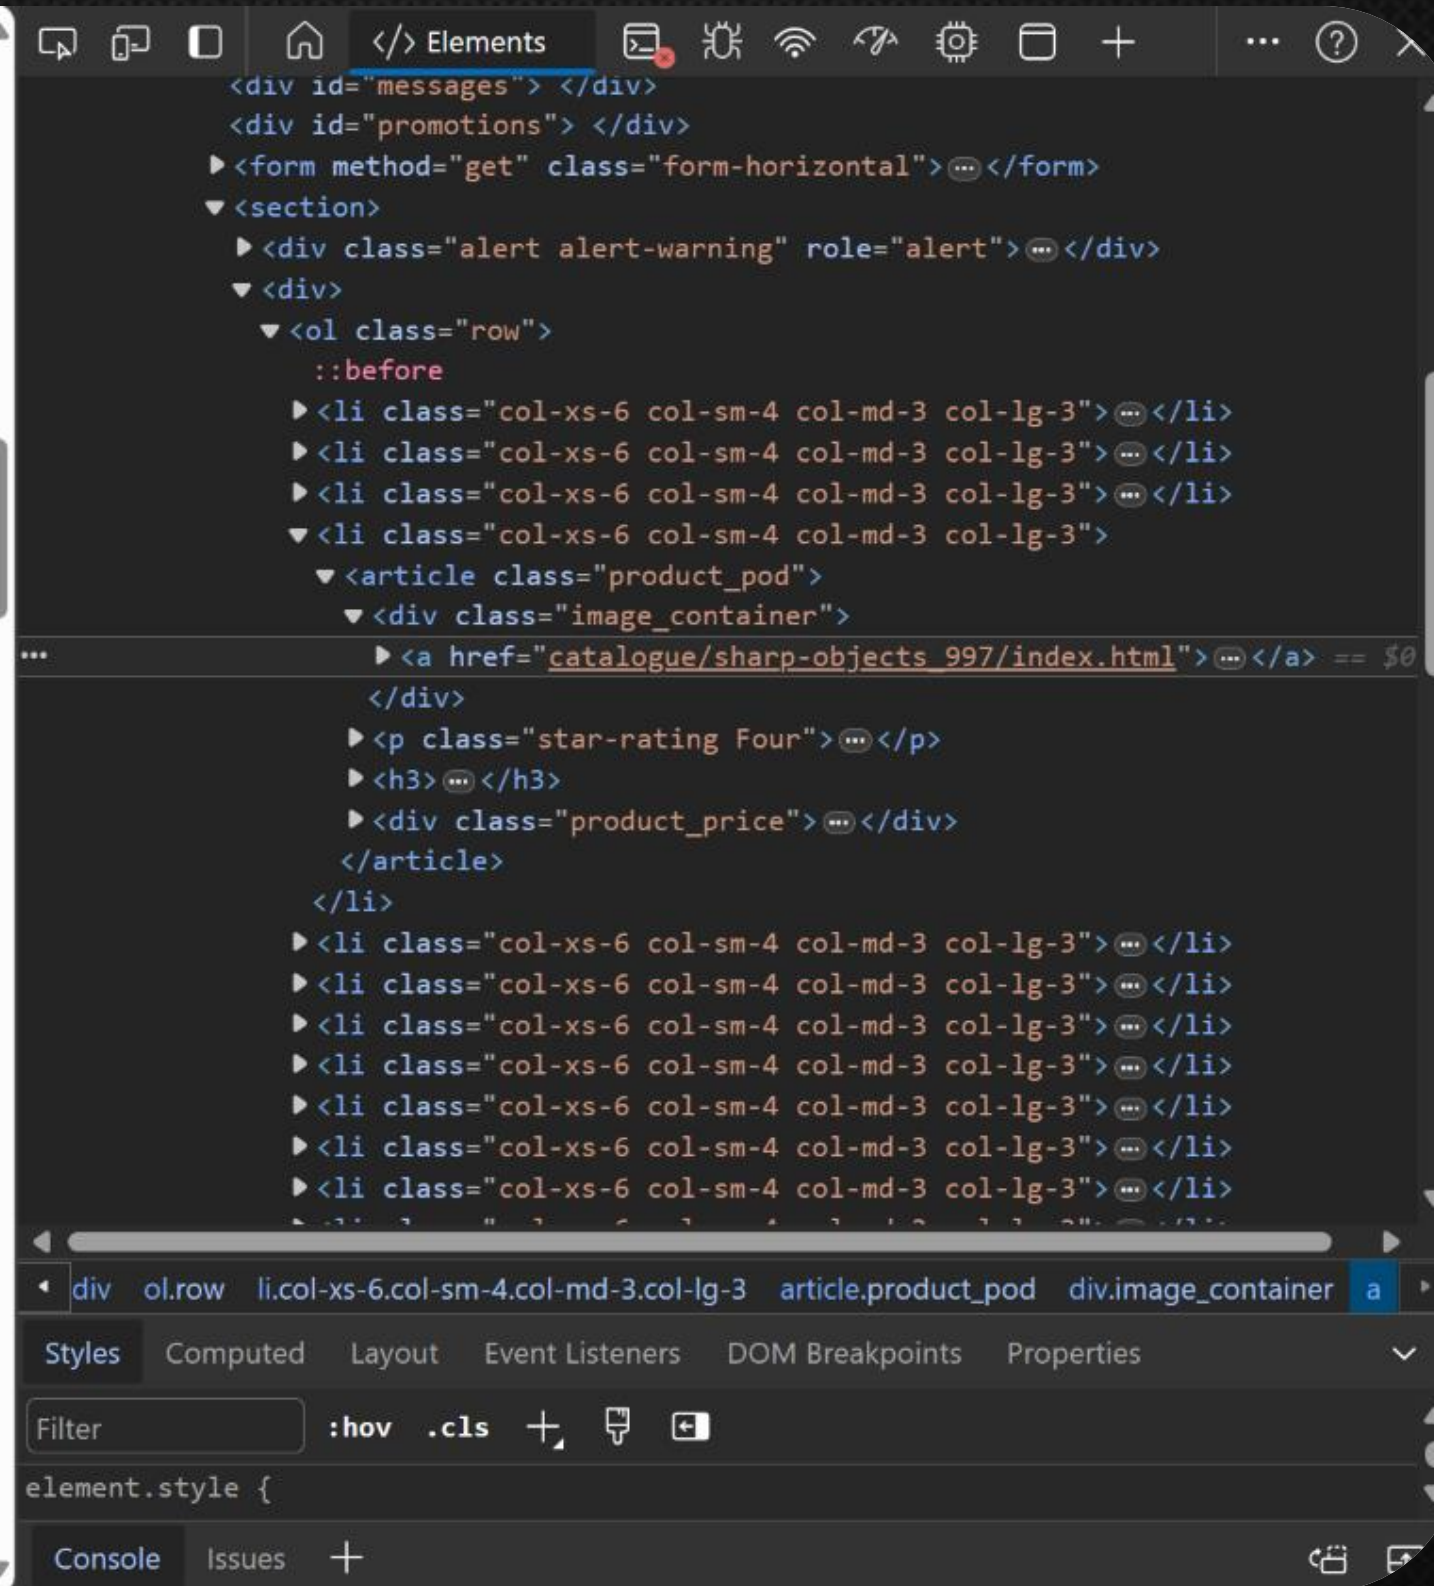 Elements
<div id="messages"> </div>
<div id="promotions"> </div>
<form method="get" class="form-horizontal">…</form>
<section>
<div class="alert alert-warning" role="alert">…</div>
<div>
<ol class="row">
::before
<li class="col-xs-6 col-sm-4 col-md-3 col-lg-3">…</li>
<li class="col-xs-6 col-sm-4 col-md-3 col-lg-3">…</li>
<li class="col-xs-6 col-sm-4 col-md-3 col-lg-3">…</li>
<li class="col-xs-6 col-sm-4 col-md-3 col-lg-3">
<article class="product_pod">
<div class="image_container">
<a href="catalogue/sharp-objects_997/index.html">…</a> == $0
</div>
<p class="star-rating Four">…</p>
<h3>…</h3>
<div class="product_price">…</div>
</article>
</li>
<li class="col-xs-6 col-sm-4 col-md-3 col-lg-3">…</li>
<li class="col-xs-6 col-sm-4 col-md-3 col-lg-3">…</li>
<li class="col-xs-6 col-sm-4 col-md-3 col-lg-3">…</li>
<li class="col-xs-6 col-sm-4 col-md-3 col-lg-3">…</li>
<li class="col-xs-6 col-sm-4 col-md-3 col-lg-3">…</li>
<li class="col-xs-6 col-sm-4 col-md-3 col-lg-3">…</li>
<li class="col-xs-6 col-sm-4 col-md-3 col-lg-3">…</li>
div ol.row li.col-xs-6.col-sm-4.col-md-3.col-lg-3 article.product_pod div.image_container a
Styles Computed Layout Event Listeners DOM Breakpoints Properties
Filter :hov .cls
element.style {
Console Issues